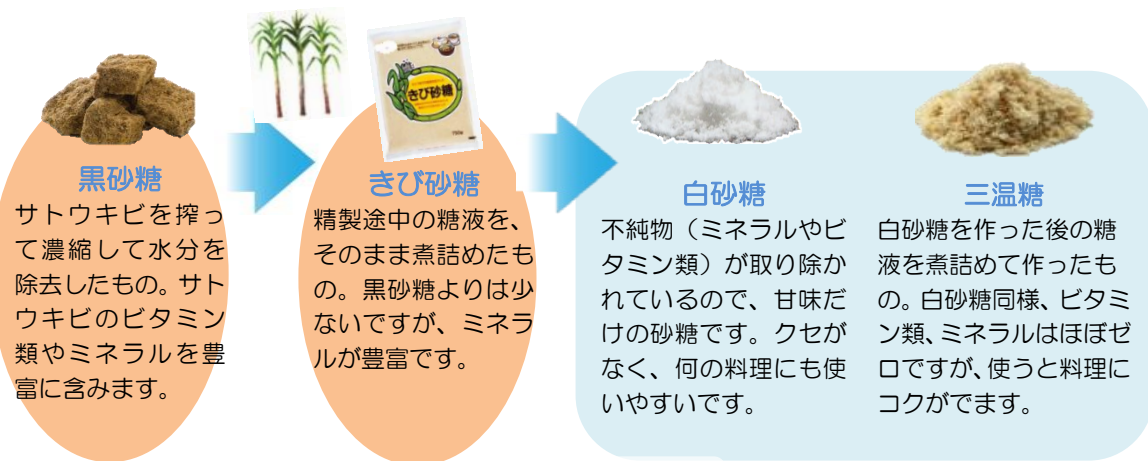 黒砂糖
サトウキビを搾っ
て濃縮して水分を
除去したもの。サト
ウキビのビタミン
類やミネラルを豊
富に含みます。
きび砂糖
きび砂糖
精製途中の糖液を、
そのまま煮詰めたも
の。黒砂糖よりは少
ないですが、ミネラ
ルが豊富です。
白砂糖
不純物（ミネラルやビ
タミン類）が取り除か
れているので、甘味だ
けの砂糖です。クセが
なく、何の料理にも使
いやすいです。
三温糖
白砂糖を作った後の糖
液を煮詰めて作ったも
の。白砂糖同様、ビタミ
ン類、ミネラルはほぼゼ
ロですが、使うと料理に
コクがでます。